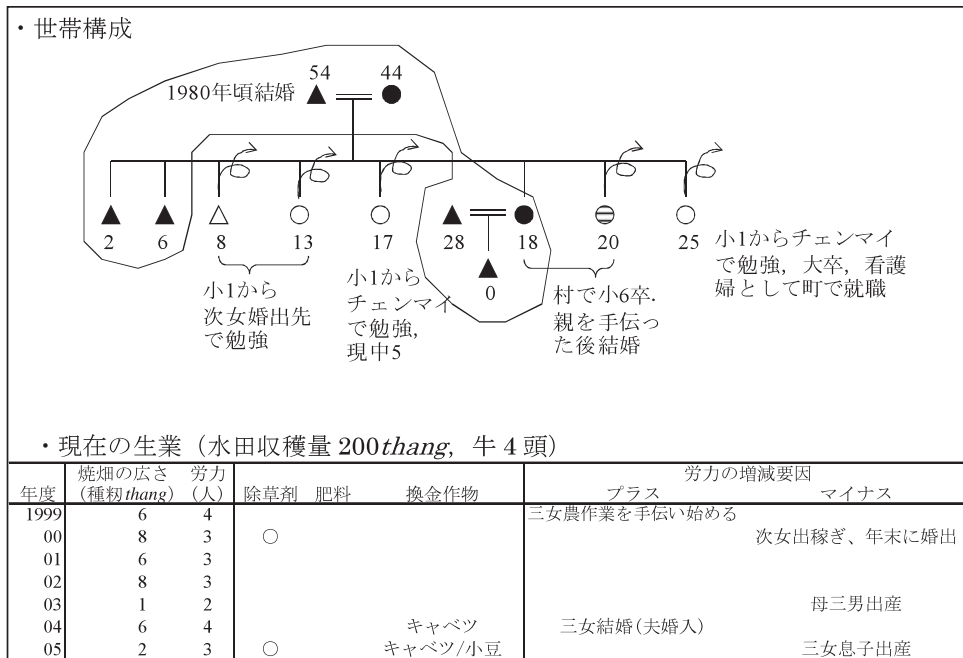 ・世帯構成
54 44
1980年頃結婚
2 6 8 13 17 28 18 20 25
0
小1から
次女婚出先
で勉強
小1から
チェンマイ
で勉強,
現中5
村で小6卒.
親を手伝っ
た後結婚
小1からチェンマイ
で勉強，大卒，看護
婦として町で就職
・現在の生業（水田収穫量 200thang，牛 4 頭）
焼畑の広さ 労力 労力の増減要因
年度 （種籾thang） （人） 除草剤 肥料 換金作物 プラス マイナス
1999 6 4 三女農作業を手伝い始める
00 8 3 ○ 次女出稼ぎ、年末に婚出
01 6 3
02 8 3
03 1 2 母三男出産
04 6 4 キャベツ 三女結婚(夫婚入)
05 2 3 ○ キャベツ/小豆 三女息子出産